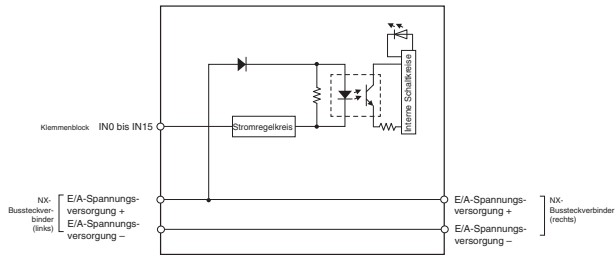 Interne Schaltkreise
Klemmenblock IN0 bis IN15
Stromregelkreis
NX-
Bussteckver-
binder
(links)
E/A-Spannungs-
versorgung +
E/A-Spannungs-
versorgung –
E/A-Spannungs-
versorgung +
E/A-Spannungs-
versorgung –
NX-
Bussteckverbinder
(rechts)